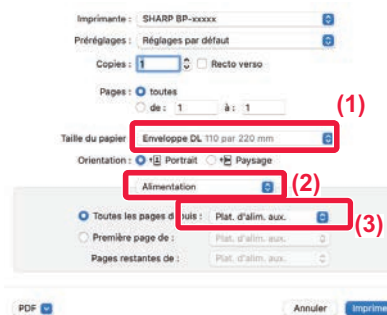 Imprimante : SHARP BP-xxxxx
Préréglages : Réglages par défaut
Copies : 1 Recto verso
Pages : toutes
de : 1 à : 1
(1)
Taille du papier Enveloppe DL 110 par 220 mm
Orientation : Portrait Paysage
Alimentation (2)
Toutes les pages depuis : Plat. d'alim. aux. (3)
Première page de : Plat. d'alim. aux.
Pages restantes de : Plat. d'alim. aux.
PDF Annuler Imprime